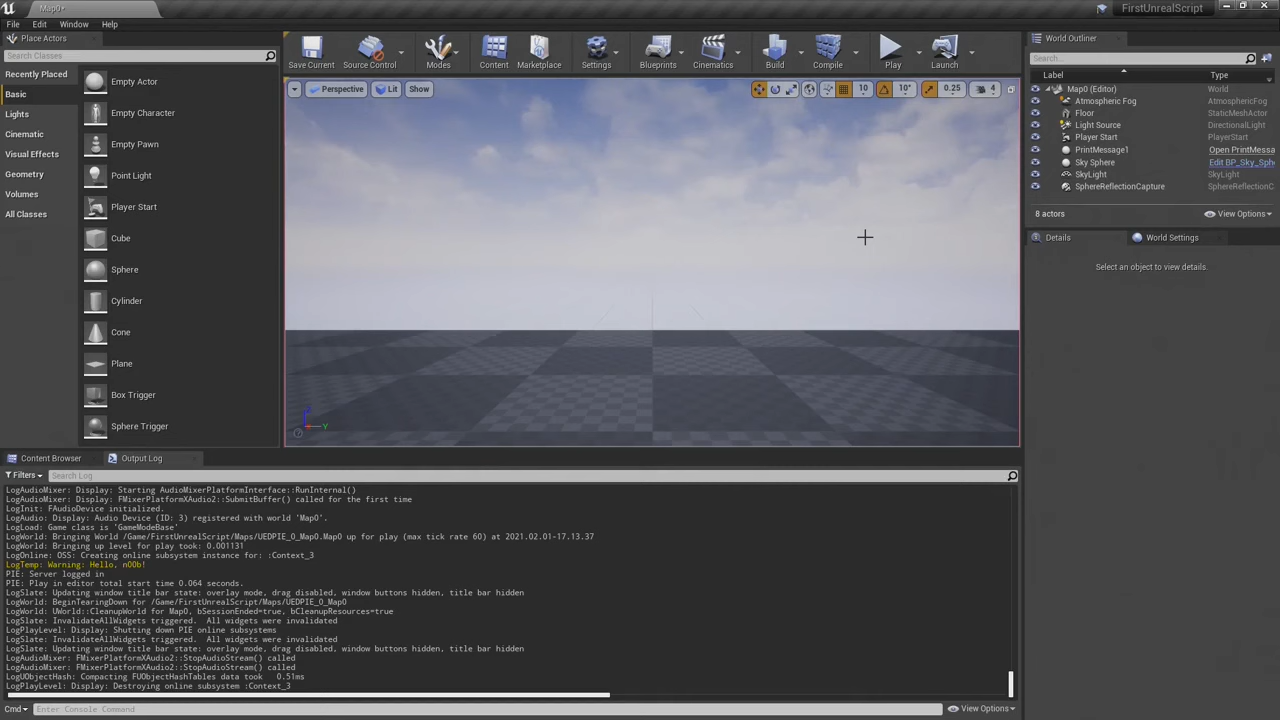 Map0*
FirstUnrealScript
File Edit Window Help
Place Actors
Search Classes
Recently Placed
Basic
Lights
Cinematic
Visual Effects
Geometry
Volumes
All Classes
Empty Actor
Empty Character
Empty Pawn
Point Light
Player Start
Cube
Sphere
Cylinder
Cone
Plane
Box Trigger
Sphere Trigger
Save Current Source Control Modes Content Marketplace Settings Blueprints Cinematics Build Compile Play Launch
Perspective Lit Show 10 10° 0.25 4
Y
World Outliner
Search...
Label Type
Map0 (Editor) World
Atmospheric Fog AtmosphericFog
Floor StaticMeshActor
Light Source DirectionalLight
Player Start PlayerStart
PrintMessage1 Open PrintMessa
Sky Sphere Edit BP_Sky_Sph
SkyLight SkyLight
SphereReflectionCapture SphereReflectionC
8 actors View Options
Details World Settings
Select an object to view details.
Content Browser Output Log
Filters Search Log
LogAudioMixer: Display: Starting AudioMixerPlatformInterface::RunInternal()
LogAudioMixer: Display: FMixerPlatformXAudio2::SubmitBuffer() called for the first time
LogInit: FAudioDevice initialized.
LogAudio: Display: Audio Device (ID: 3) registered with world 'Map0'.
LogLoad: Game class is 'GameModeBase'
LogWorld: Bringing World /Game/FirstUnrealScript/Maps/UEDPIE_0_Map0.Map0 up for play (max tick rate 60) at 2021.02.01-17.13.37
LogWorld: Bringing up level for play took: 0.001131
LogOnline: OSS: Creating online subsystem instance for: :Context_3
LogTemp: Warning: Hello, n00b!
PIE: Server logged in
PIE: Play in editor total start time 0.064 seconds.
LogSlate: Updating window title bar state: overlay mode, drag disabled, window buttons hidden, title bar hidden
LogWorld: BeginTearingDown for /Game/FirstUnrealScript/Maps/UEDPIE_0_Map0
LogWorld: UWorld::CleanupWorld for Map0, bSessionEnded=true, bCleanupResources=true
LogSlate: InvalidateAllWidgets triggered.  All widgets were invalidated
LogPlayLevel: Display: Shutting down PIE online subsystems
LogSlate: InvalidateAllWidgets triggered.  All widgets were invalidated
LogSlate: Updating window title bar state: overlay mode, drag disabled, window buttons hidden, title bar hidden
LogAudioMixer: FMixerPlatformXAudio2::StopAudioStream() called
LogAudioMixer: FMixerPlatformXAudio2::StopAudioStream() called
LogUObjectHash: Compacting FUObjectHashTables data took   0.51ms
LogPlayLevel: Display: Destroying online subsystem :Context_3
Cmd Enter Console Command View Options